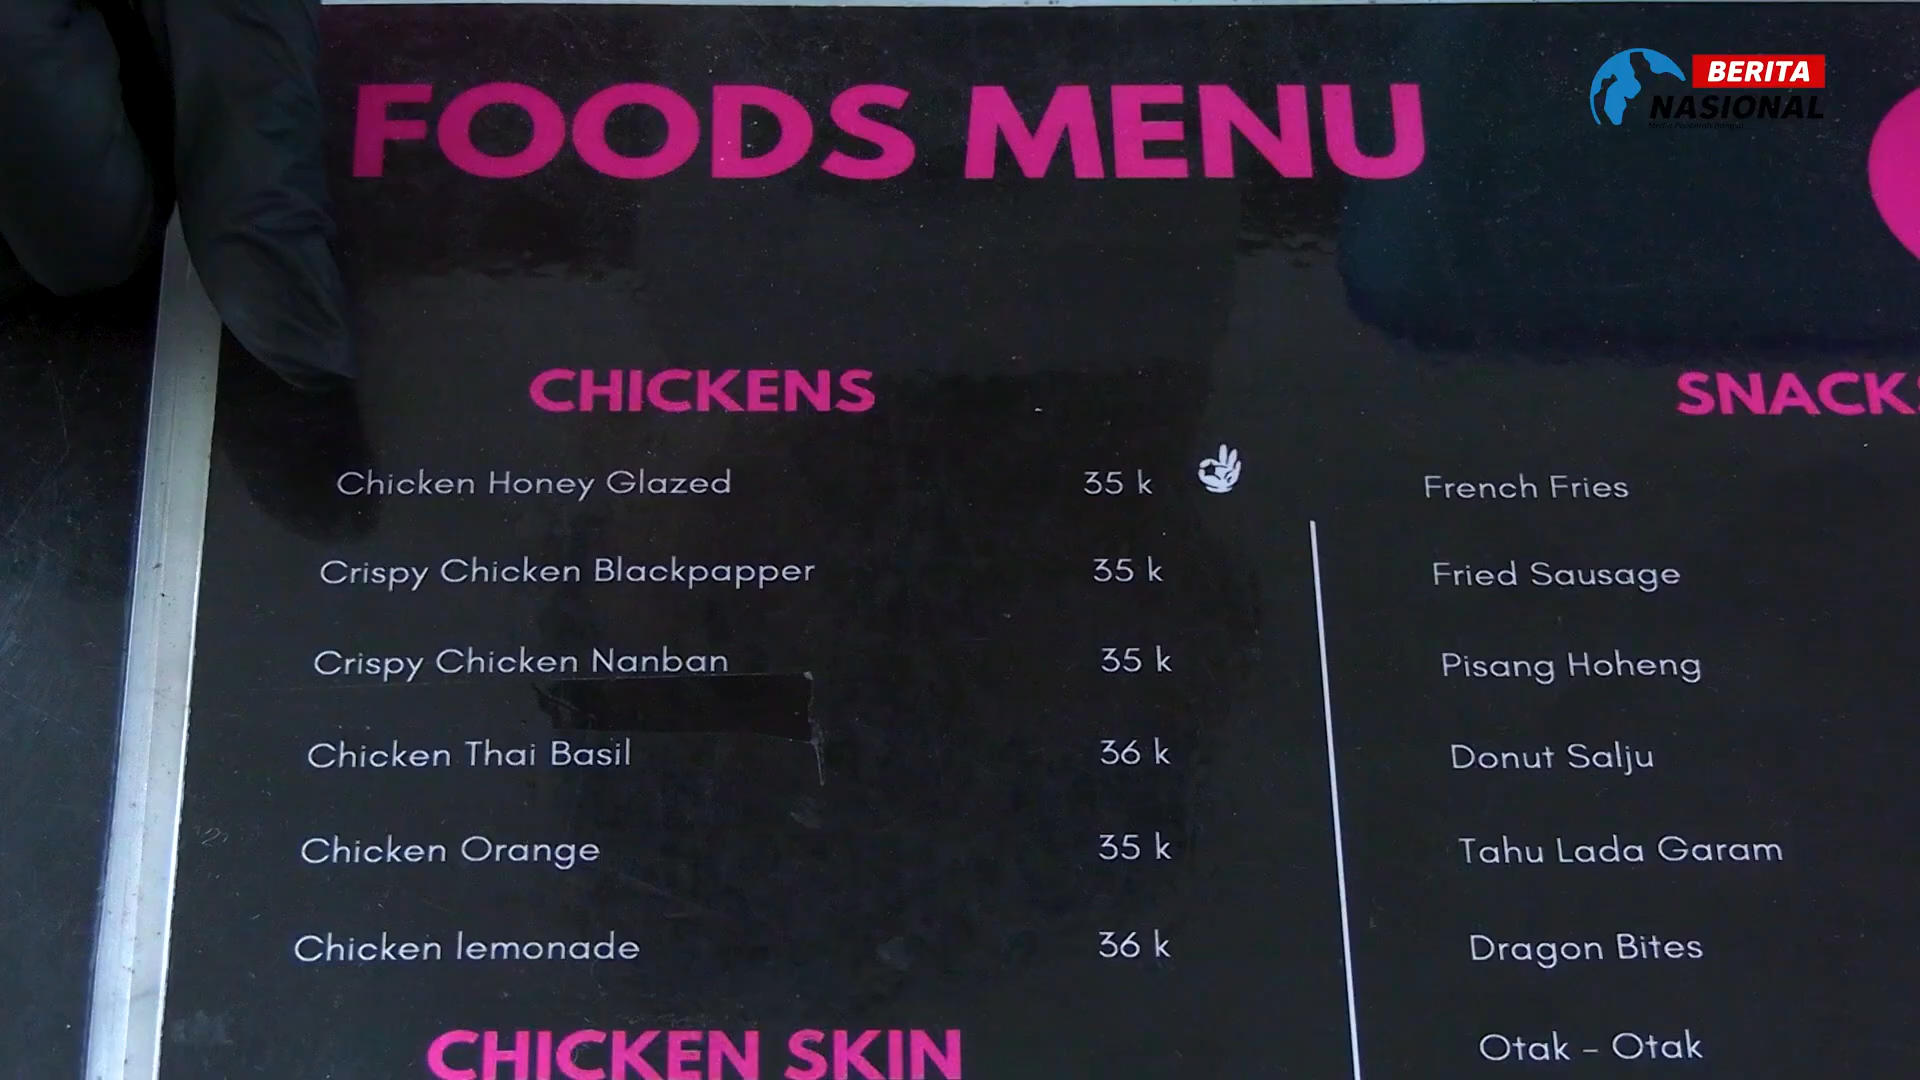 BERITA
NASIONAL
FOODS MENU
CHICKENS
Chicken Honey Glazed 35 k
Crispy Chicken Blackpapper 35 k
Crispy Chicken Nanban 35 k
Chicken Thai Basil 36 k
Chicken Orange 35 k
Chicken lemonade 36 k
CHICKEN SKIN
SNACKS
French Fries
Fried Sausage
Pisang Hoheng
Donut Salju
Tahu Lada Garam
Dragon Bites
Otak - Otak